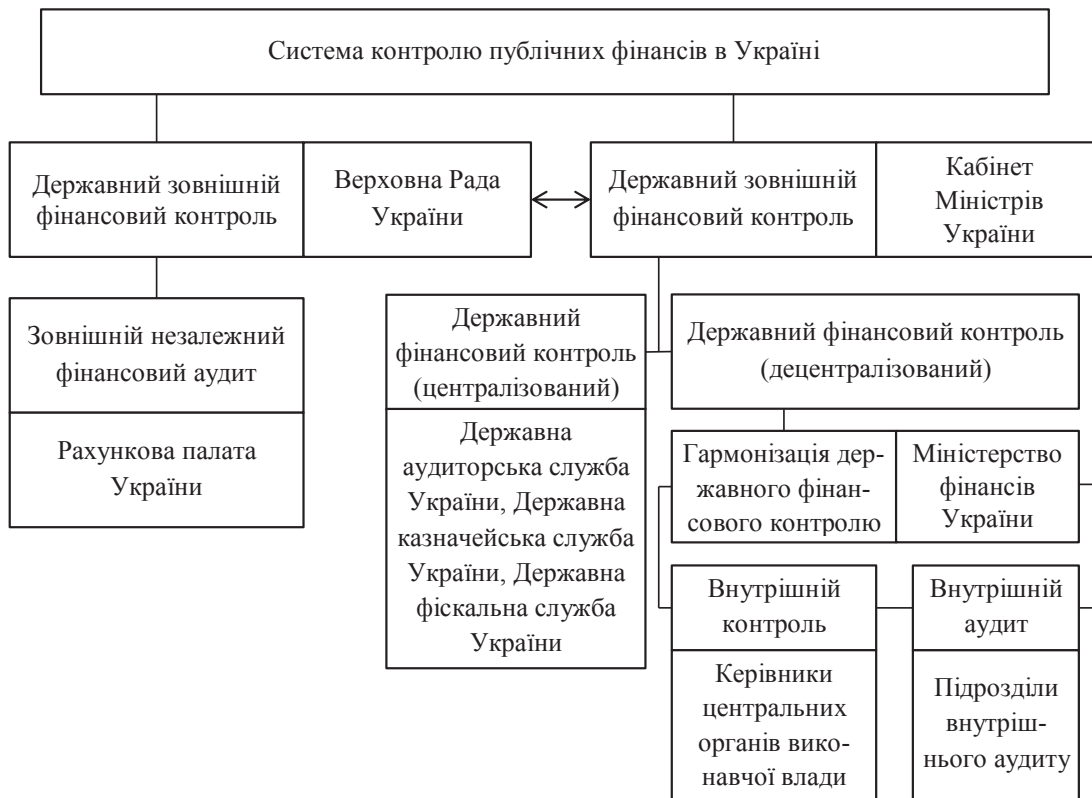 Система контролю публічних фінансів в Україні
Державний зовнішній
фінансовий контроль
Верховна Рада
України
Державний зовнішній
фінансовий контроль
Кабінет
Міністрів
України
Зовнішній незалежний
фінансовий аудит
Рахункова палата
України
Державний
фінансовий контроль
(централізований)
Державна
аудиторська служба
України, Державна
казначейська служба
України, Державна
фіскальна служба
України
Державний фінансовий контроль
(децентралізований)
Гармонізація дер-
жавного фінан-
сового контролю
Міністерство
фінансів
України
Внутрішній
контроль
Керівники
центральних
органів вико-
навчої влади
Внутрішній
аудит
Підрозділи
внутріш-
нього аудиту